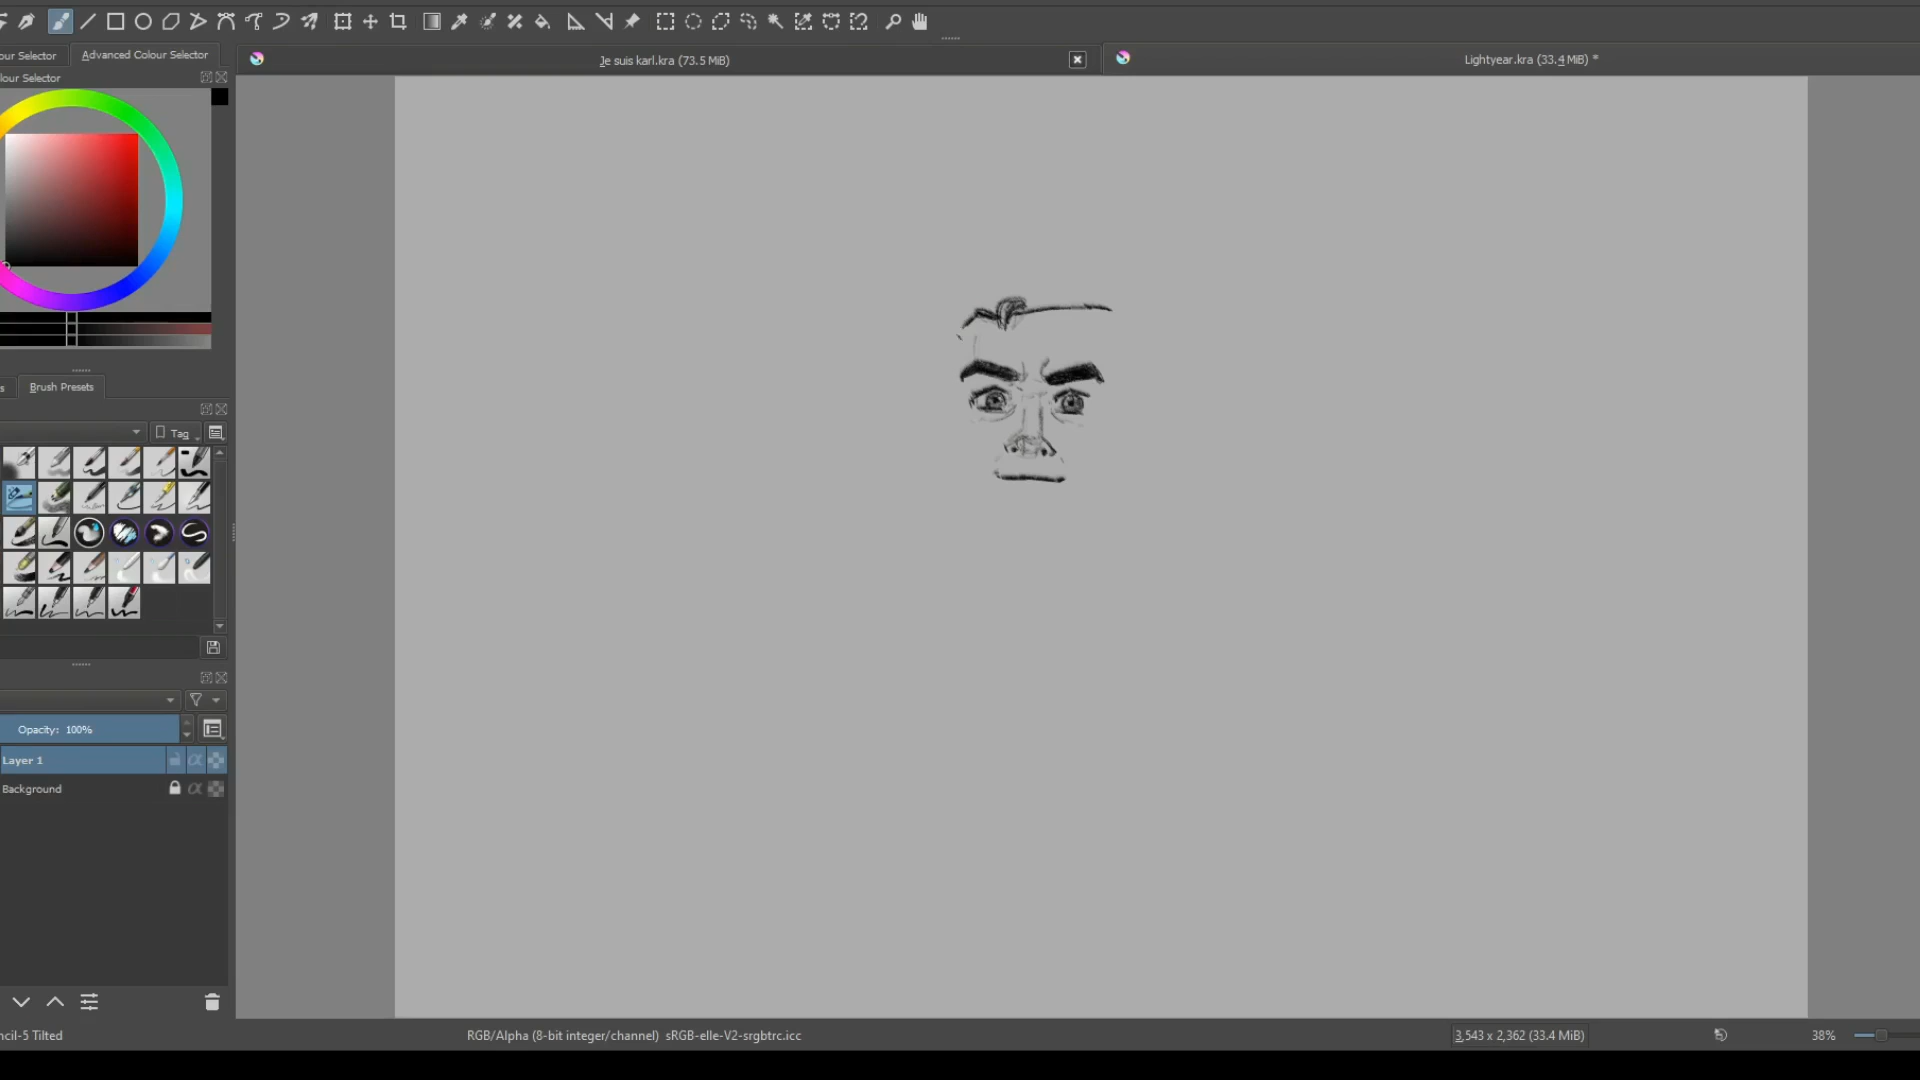 our Selector
Advanced Colour Selector
Je suis karl.kra (73.5 MiB)
Lightyear.kra (33.4 MiB) *
lour Selector
s
Brush Presets
Tag
Opacity: 100%
Layer 1
Background
ncil-5 Tilted
RGB/Alpha (8-bit integer/channel) sRGB-elle-V2-srgbtrc.icc
3,543 x 2,362 (33.4 MiB)
38%